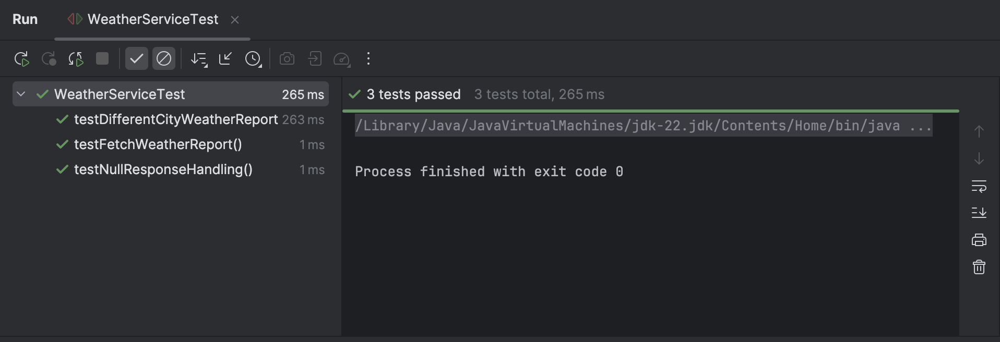 Run WeatherServiceTest
WeatherServiceTest 265 ms
testDifferentCityWeatherReport 263 ms
testFetchWeatherReport() 1 ms
testNullResponseHandling() 1 ms
3 tests passed 3 tests total, 265 ms
/Library/Java/JavaVirtualMachines/jdk-22.jdk/Contents/Home/bin/java ...
Process finished with exit code 0